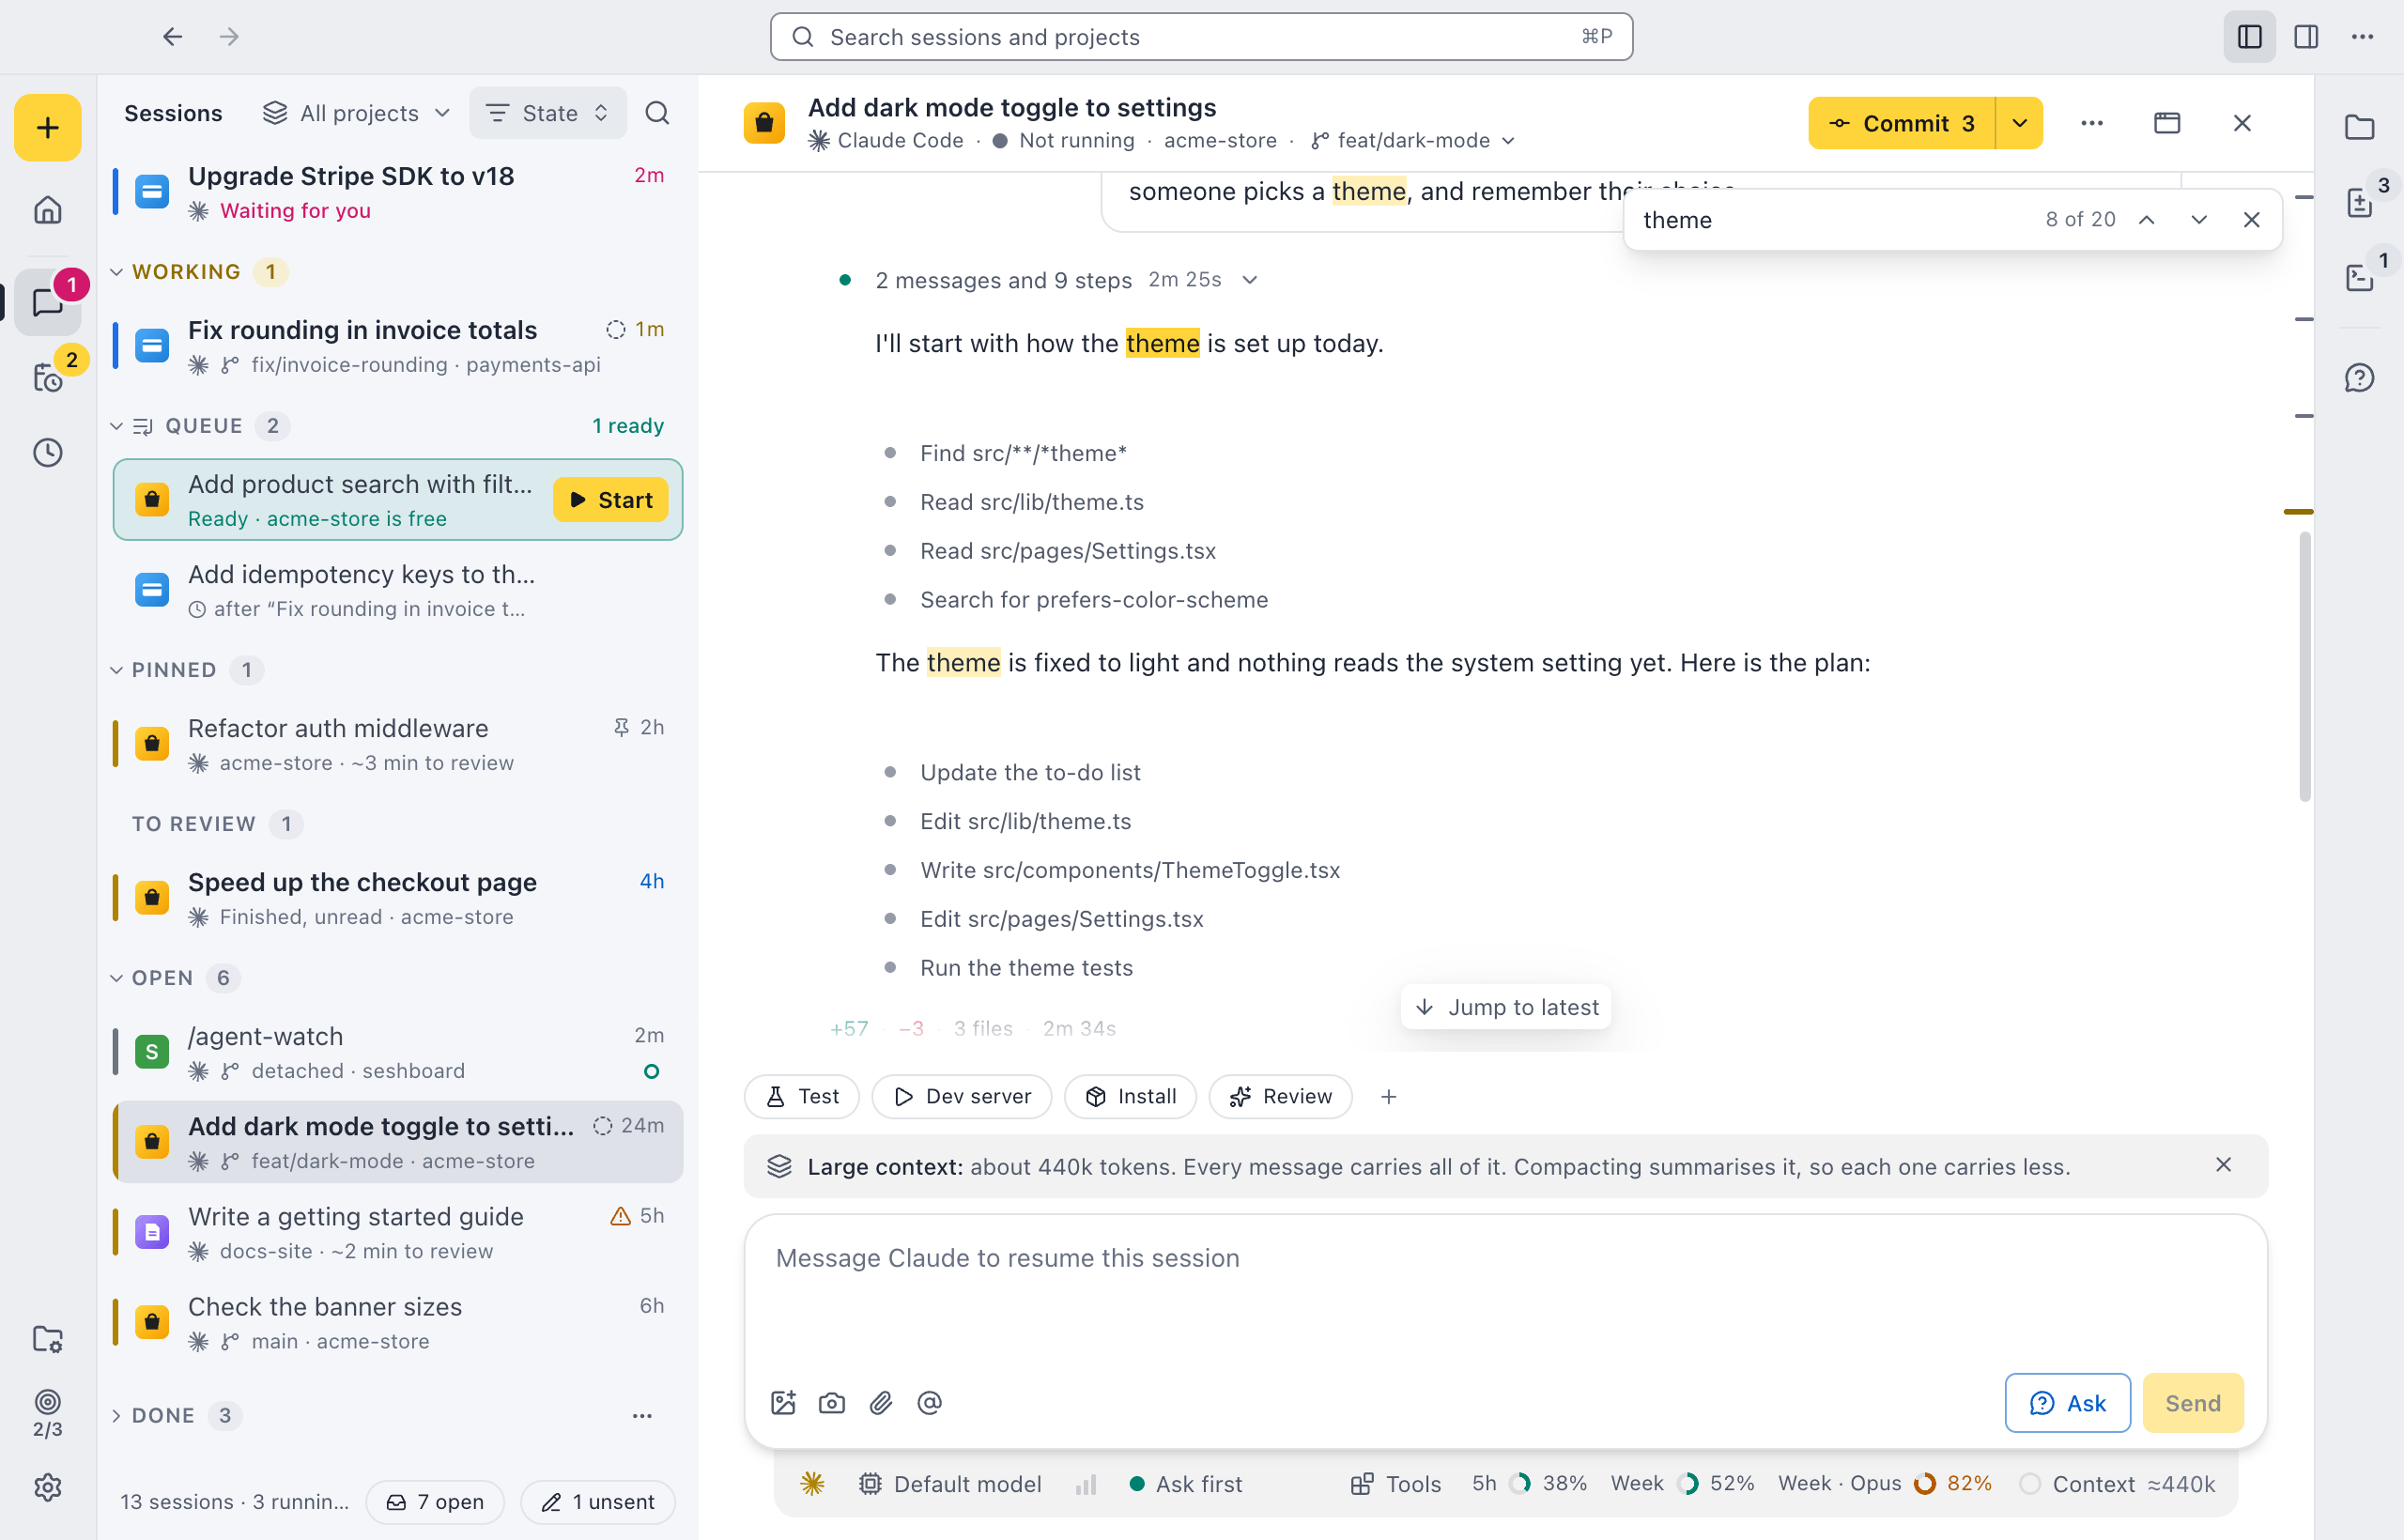 Search sessions and projects ⌘P
Sessions All projects State
Upgrade Stripe SDK to v18 2m
Waiting for you
WORKING 1
Fix rounding in invoice totals 1m
fix/invoice-rounding · payments-api
QUEUE 2 1 ready
Add product search with filt...
Ready · acme-store is free
Start
Add idempotency keys to th...
after “Fix rounding in invoice t...
PINNED 1
Refactor auth middleware 2h
acme-store · ~3 min to review
TO REVIEW 1
Speed up the checkout page 4h
Finished, unread · acme-store
OPEN 6
/agent-watch 2m
S
detached · seshboard
Add dark mode toggle to setti... 24m
feat/dark-mode · acme-store
Write a getting started guide 5h
docs-site · ~2 min to review
Check the banner sizes 6h
main · acme-store
DONE 3
13 sessions · 3 runnin... 7 open 1 unsent
1
2
2/3
Add dark mode toggle to settings
Claude Code · Not running · acme-store · feat/dark-mode
Commit 3
someone picks a theme, and remember their choice
theme 8 of 20
2 messages and 9 steps 2m 25s
I'll start with how the theme is set up today.
Find src/**/*theme*
Read src/lib/theme.ts
Read src/pages/Settings.tsx
Search for prefers-color-scheme
The theme is fixed to light and nothing reads the system setting yet. Here is the plan:
Update the to-do list
Edit src/lib/theme.ts
Write src/components/ThemeToggle.tsx
Edit src/pages/Settings.tsx
Run the theme tests
+57 · −3 · 3 files · 2m 34s
Jump to latest
Test Dev server Install Review
Large context: about 440k tokens. Every message carries all of it. Compacting summarises it, so each one carries less.
Message Claude to resume this session
Ask Send
Default model Ask first Tools 5h 38% Week 52% Week · Opus 82% Context ≈440k
3
1